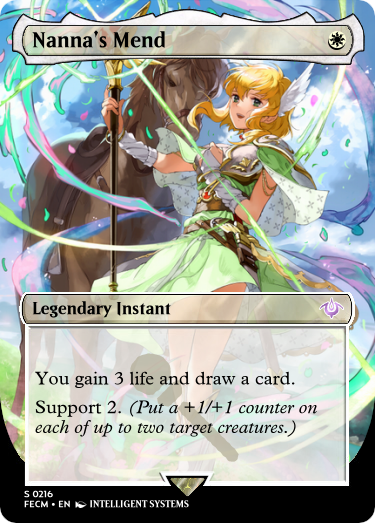 Nanna's Mend
Legendary Instant
You gain 3 life and draw a card.
Support 2. (Put a +1/+1 counter on
each of up to two target creatures.)
S 0216
FECM • EN INTELLIGENT SYSTEMS